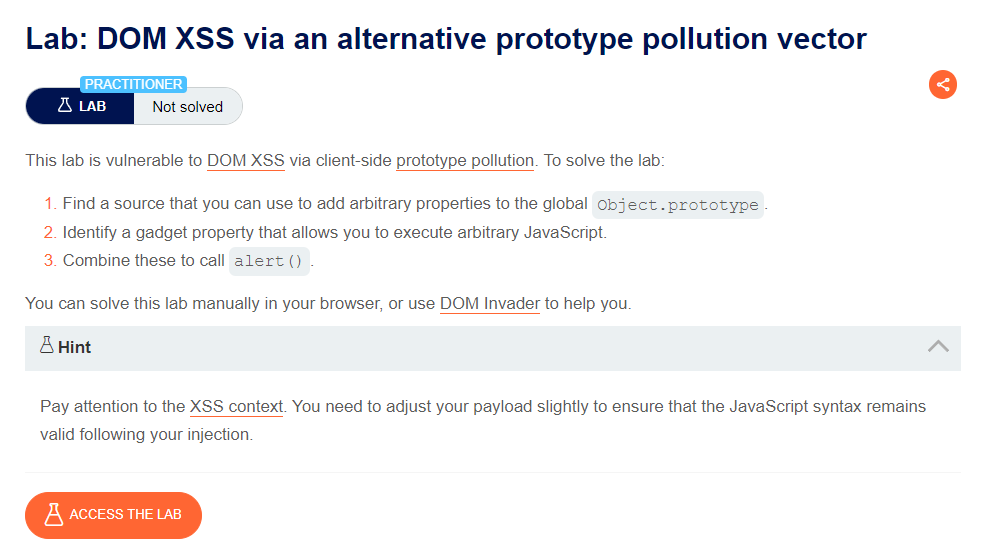 Lab: DOM XSS via an alternative prototype pollution vector
PRACTITIONER
LAB
Not solved
This lab is vulnerable to DOM XSS via client-side prototype pollution. To solve the lab:
1. Find a source that you can use to add arbitrary properties to the global Object.prototype.
2. Identify a gadget property that allows you to execute arbitrary JavaScript.
3. Combine these to call alert().
You can solve this lab manually in your browser, or use DOM Invader to help you.
Hint
Pay attention to the XSS context. You need to adjust your payload slightly to ensure that the JavaScript syntax remains
valid following your injection.
ACCESS THE LAB